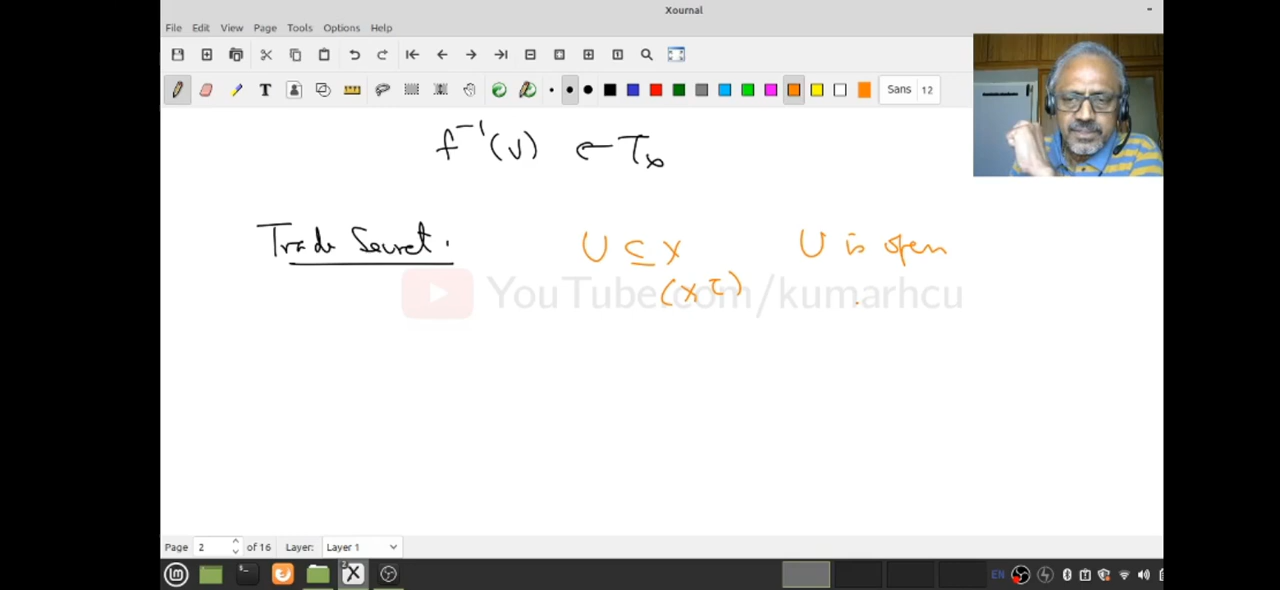 Xournal
File Edit View Page Tools Options Help
T Sans 12
f⁻¹(V) ∈ T_X
Trade Secret. U ⊆ X U is open
(X τ)
YouTube.com/kumarhcu
Page 2 of 16 Layer: Layer 1
EN